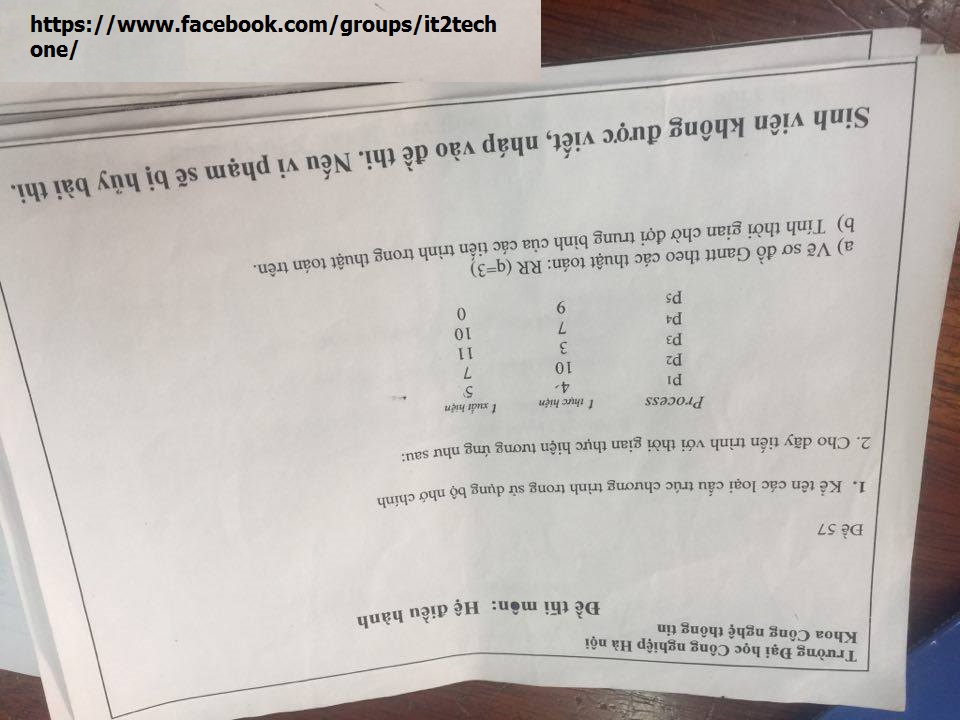 Trường Đại học Công nghiệp Hà nội
Khoa Công nghệ thông tin
Đề thi môn: Hệ điều hành
Đề 57
1. Kể tên các loại cấu trúc chương trình trong sử dụng bộ nhớ chính
2. Cho dãy tiến trình với thời gian thực hiện tương ứng như sau:
Process t thực hiện t xuất hiện
p1 4 5
p2 10 7
p3 3 11
p4 7 10
p5 9 0
a) Vẽ sơ đồ Gantt theo các thuật toán: RR (q=3)
b) Tính thời gian chờ đợi trung bình của các tiến trình trong thuật toán trên.
Sinh viên không được viết, nháp vào đề thi. Nếu vi phạm sẽ bị hủy bài thi.
https://www.facebook.com/groups/it2tech
one/